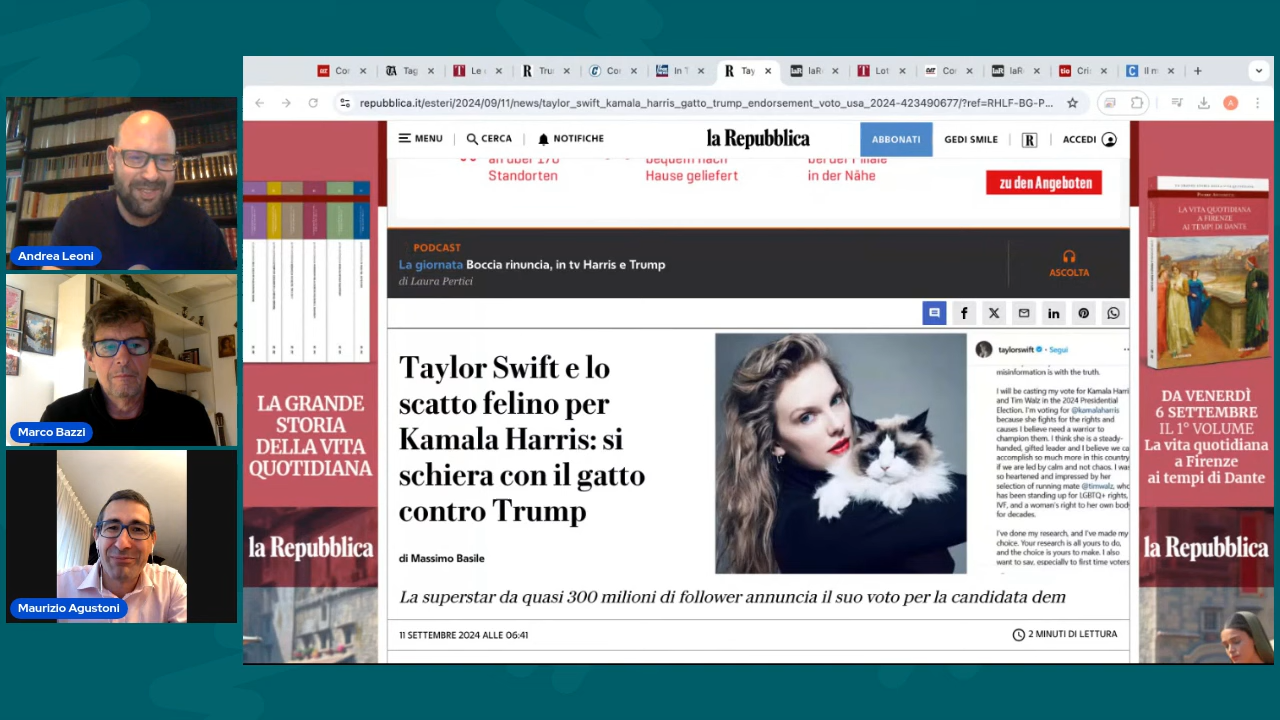 Andrea Leoni
Marco Bazzi
Maurizio Agustoni
Cor
Tag
Le
Tru
Cor
In T
Tay
laR
Lot
Cor
laR
tio
Cris
Il m
repubblica.it/esteri/2024/09/11/news/taylor_swift_kamala_harris_gatto_trump_endorsement_voto_usa_2024-423490677/?ref=RHLF-BG-P...
A
MENU
CERCA
NOTIFICHE
la Repubblica
ABBONATI
GEDI SMILE
R
ACCEDI
an über 170
Standorten
bequem nach
Hause geliefert
bei der Filiale
in der Nähe
zu den Angeboten
PODCAST
La giornata Boccia rinuncia, in tv Harris e Trump
di Laura Pertici
ASCOLTA
Taylor Swift e lo
scatto felino per
Kamala Harris: si
schiera con il gatto
contro Trump
di Massimo Basile
taylorswift • Segui
misinformation is with the truth.
I will be casting my vote for Kamala Harri
and Tim Walz in the 2024 Presidential
Election. I'm voting for @kamalaharris
because she fights for the rights and
causes I believe need a warrior to
champion them. I think she is a steady-
handed, gifted leader and I believe we ca
accomplish so much more in this country
if we are led by calm and not chaos. I was
so heartened and impressed by her
selection of running mate @timwalz, who
has been standing up for LGBTQ+ rights,
IVF, and a woman's right to her own body
for decades.
I've done my research, and I've made my
choice. Your research is all yours to do,
and the choice is yours to make. I also
want to say, especially to first time voters
La superstar da quasi 300 milioni di follower annuncia il suo voto per la candidata dem
11 SETTEMBRE 2024 ALLE 06:41
2 MINUTI DI LETTURA
LA GRANDE
STORIA
DELLA VITA
QUOTIDIANA
la Repubblica
LA VITA QUOTIDIANA
A FIRENZE
AI TEMPI DI DANTE
DA VENERDÌ
6 SETTEMBRE
IL 1° VOLUME
La vita quotidiana
a Firenze
ai tempi di Dante
la Repubblica